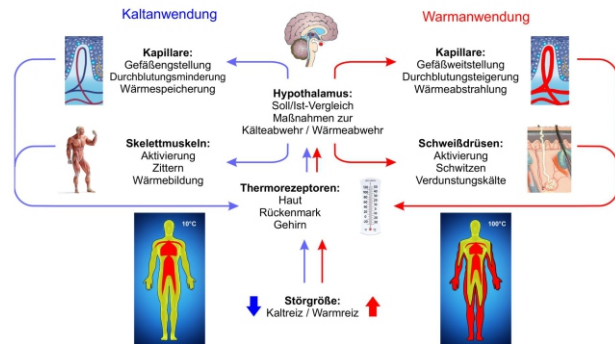 Kaltanwendung
Warmanwendung
Kapillare:
Gefäßengstellung
Durchblutungsminderung
Wärmespeicherung
Kapillare:
Gefäßweitstellung
Durchblutungsteigerung
Wärmeabstrahlung
Hypothalamus:
Soll/Ist-Vergleich
Maßnahmen zur
Kälteabwehr / Wärmeabwehr
Skelettmuskeln:
Aktivierung
Zittern
Wärmebildung
Schweißdrüsen:
Aktivierung
Schwitzen
Verdunstungskälte
Thermorezeptoren:
Haut
Rückenmark
Gehirn
10°C
100°C
Störgröße:
Kaltreiz / Warmreiz